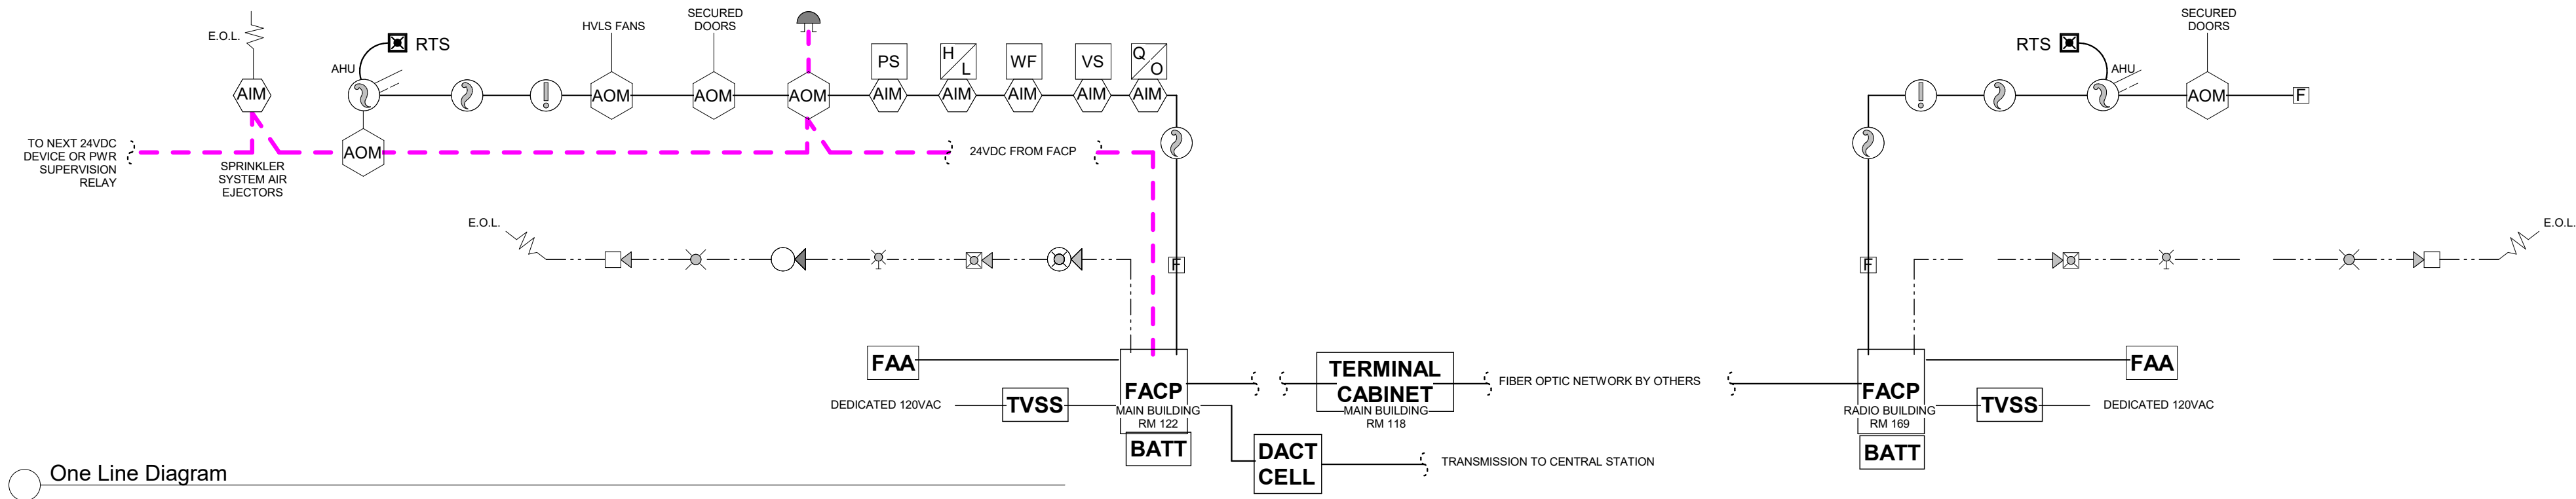 SECURED
DOORS
SECURED
DOORS
E.O.L.
HVLS FANS
RTS
RTS
AHU
PS
H
L
WF
VS
Q
O
AHU
AIM
AOM
AOM
AOM
AIM
AIM
AIM
AIM
AIM
AOM
F
TO NEXT 24VDC
DEVICE OR PWR
SUPERVISION
RELAY
AOM
24VDC FROM FACP
SPRINKLER
SYSTEM AIR
EJECTORS
E.O.L.
E.O.L.
F
F
FAA
FACP
MAIN BUILDING
RM 122
TERMINAL
CABINET
MAIN BUILDING
RM 118
FIBER OPTIC NETWORK BY OTHERS
FACP
RADIO BUILDING
RM 169
FAA
DEDICATED 120VAC
TVSS
TVSS
DEDICATED 120VAC
BATT
DACT
CELL
TRANSMISSION TO CENTRAL STATION
BATT
One Line Diagram